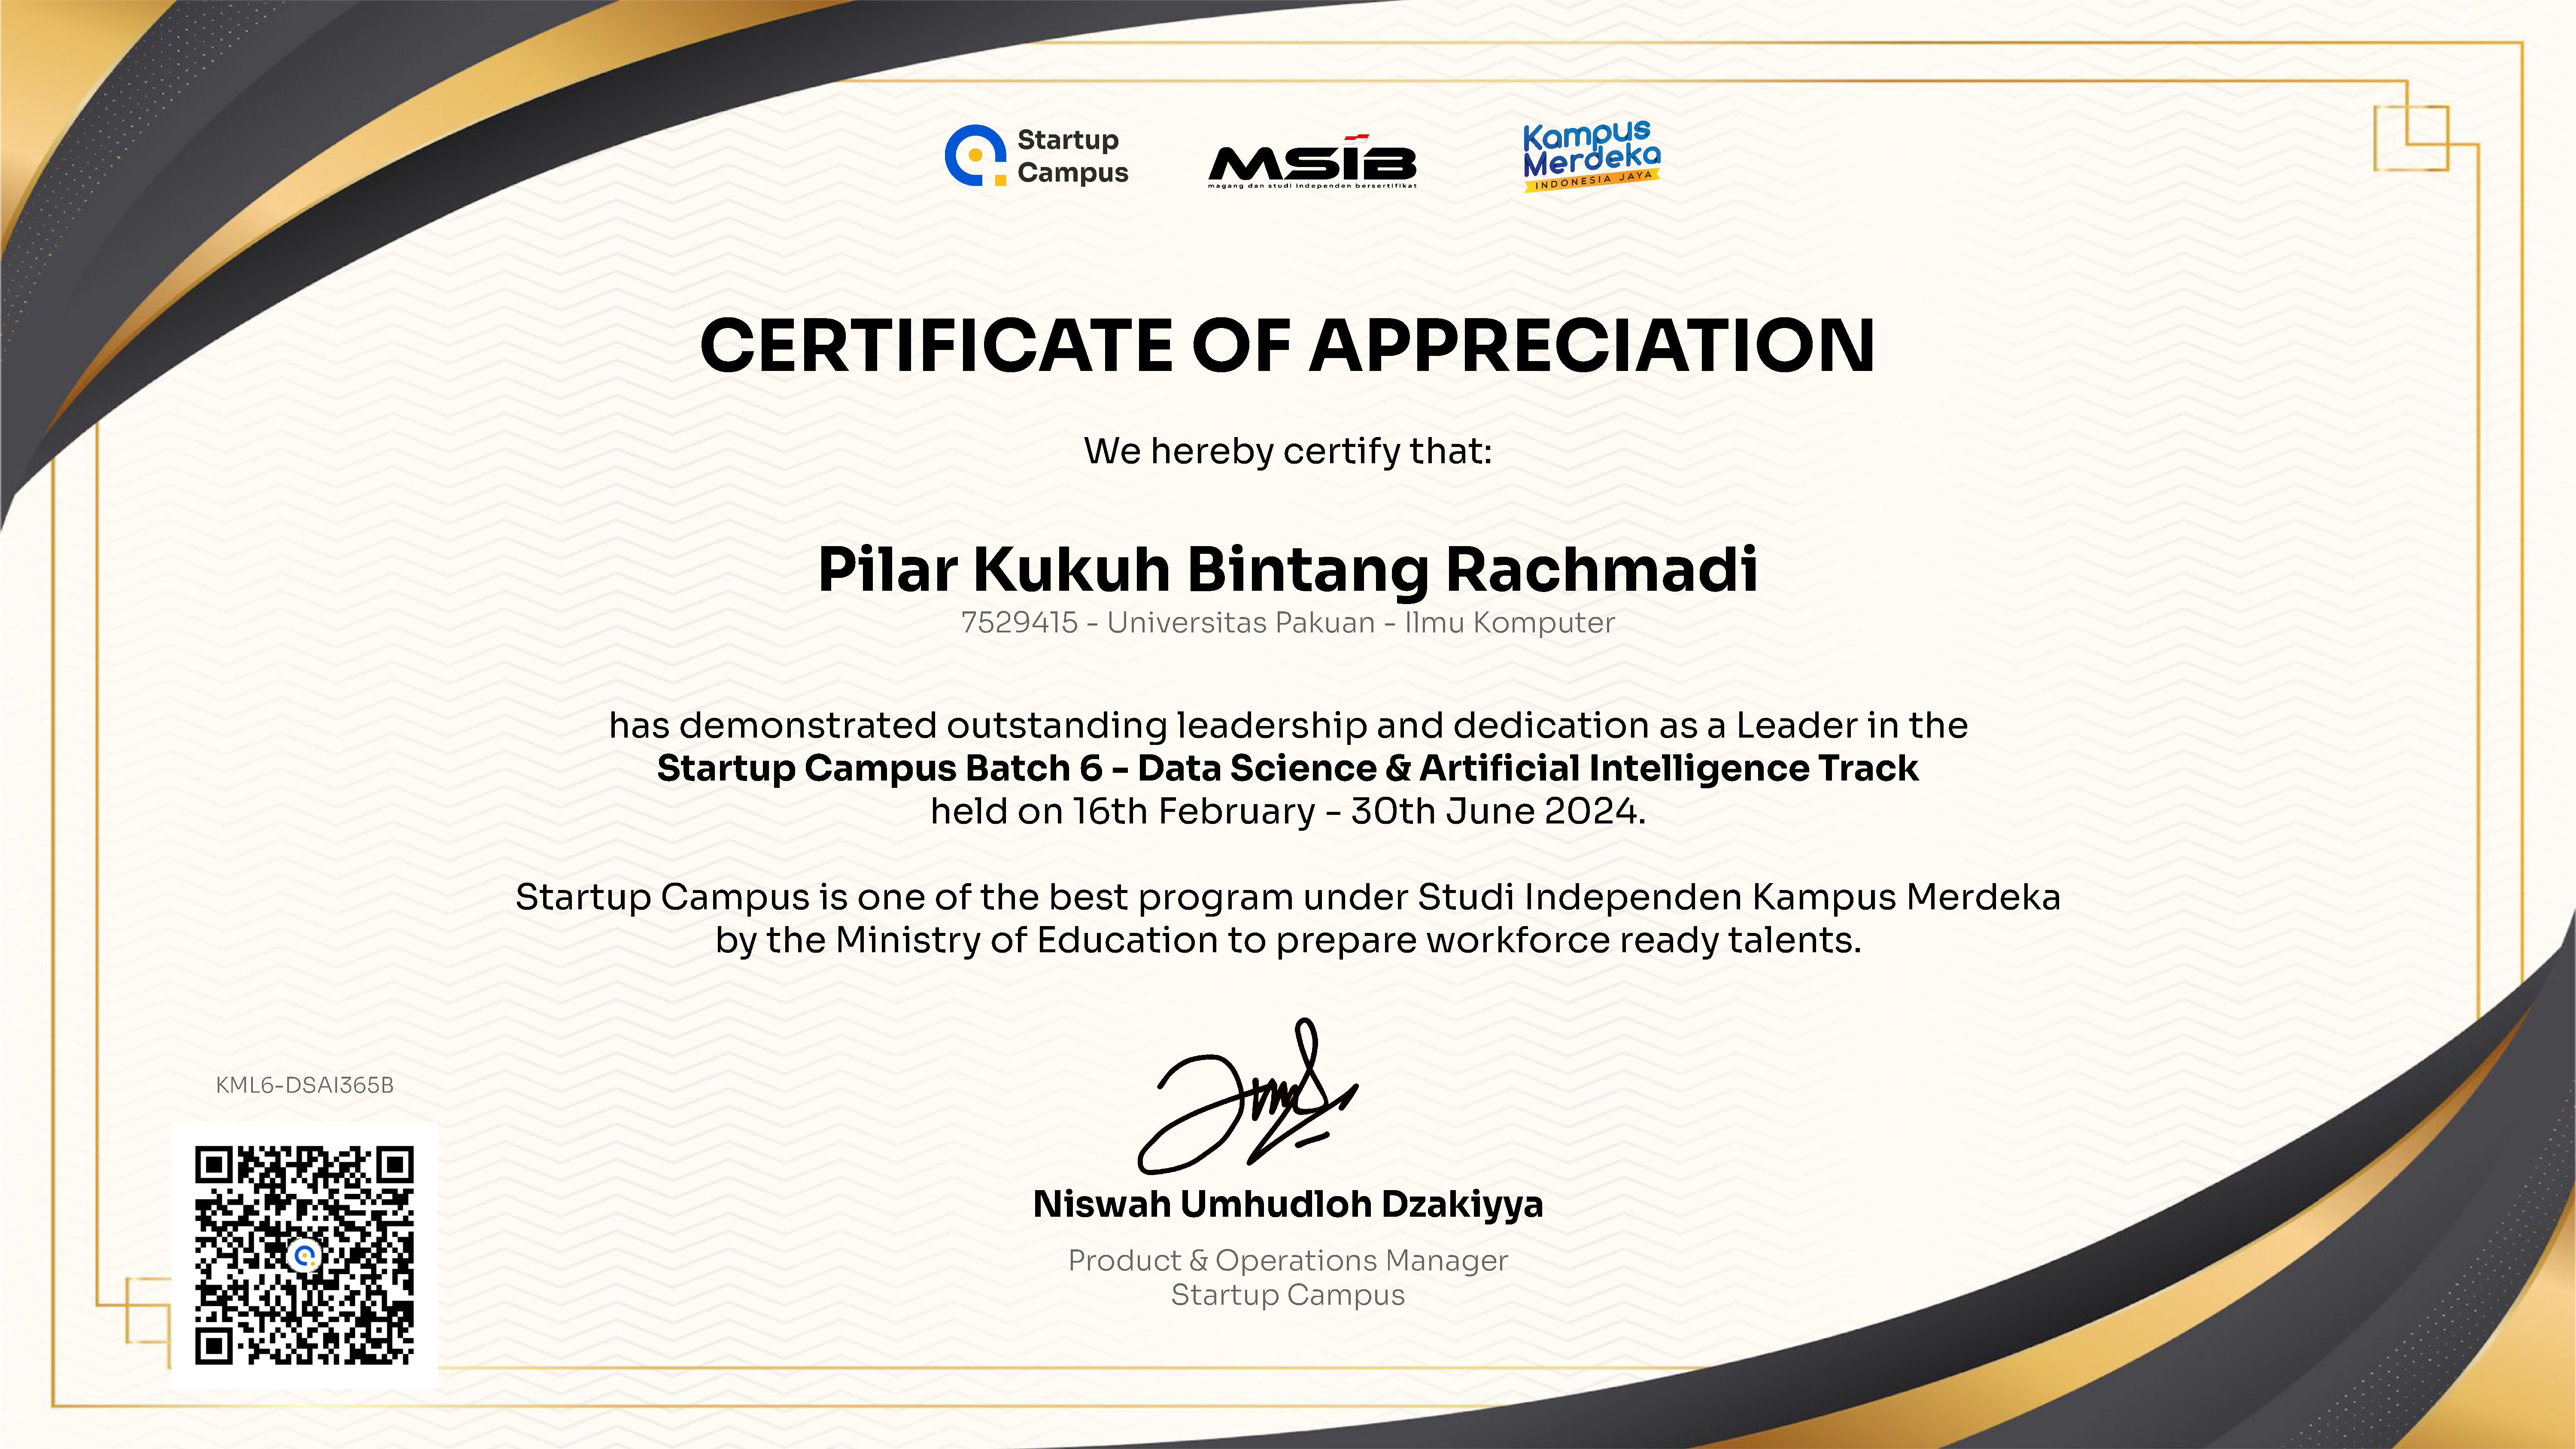 Startup
Campus
MSIB
magang dan studi independen bersertifikat
Kampus
Merdeka
INDONESIA JAYA
CERTIFICATE OF APPRECIATION
We hereby certify that:
Pilar Kukuh Bintang Rachmadi
7529415 - Universitas Pakuan - Ilmu Komputer
has demonstrated outstanding leadership and dedication as a Leader in the
Startup Campus Batch 6 - Data Science & Artificial Intelligence Track
held on 16th February - 30th June 2024.
Startup Campus is one of the best program under Studi Independen Kampus Merdeka
by the Ministry of Education to prepare workforce ready talents.
KML6-DSAI365B
Niswah Umhudloh Dzakiyya
Product & Operations Manager
Startup Campus